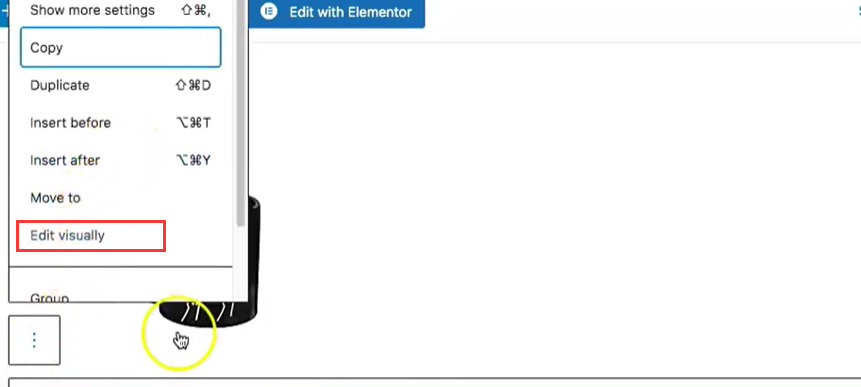 Show more settings ⇧⌘,
Edit with Elementor
Copy
Duplicate ⇧⌘D
Insert before ⌥⌘T
Insert after ⌥⌘Y
Move to
Edit visually
Group